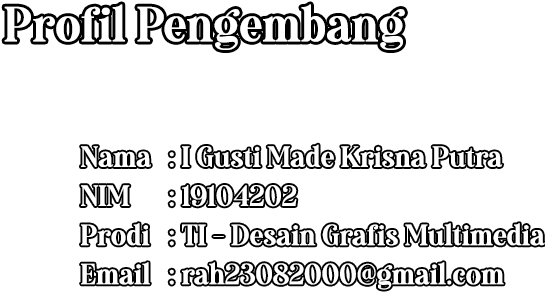 Profil Pengembang
Nama : I Gusti Made Krisna Putra
NIM : 19104202
Prodi : TI - Desain Grafis Multimedia
Email : rah23082000@gmail.com